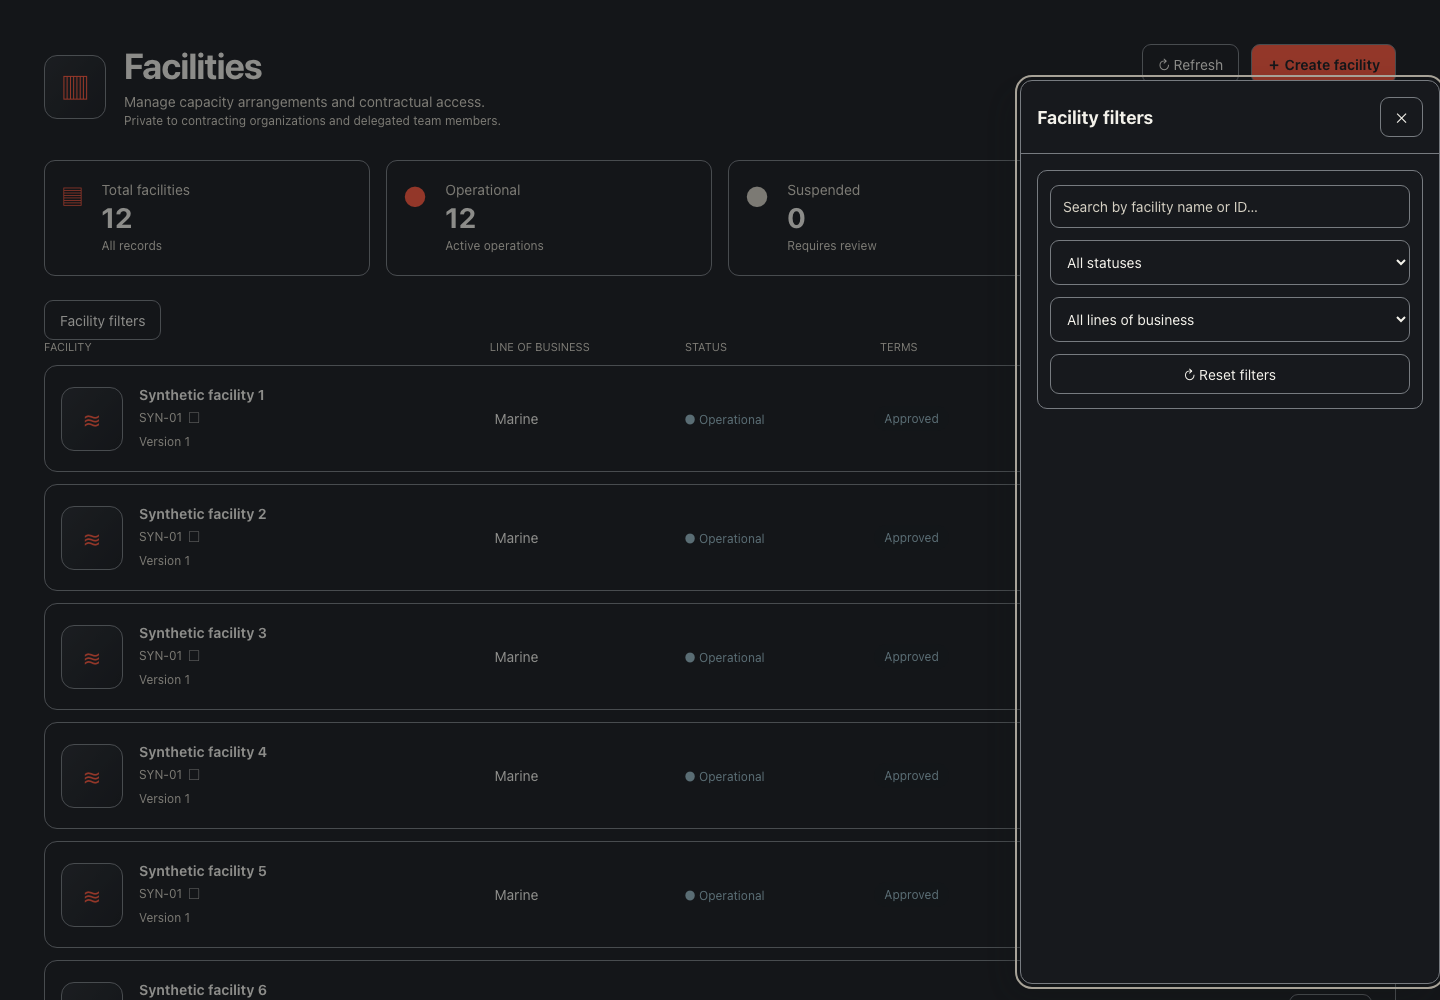 Facilities
Manage capacity arrangements and contractual access.
Private to contracting organizations and delegated team members.
↻ Refresh
+ Create facility
Total facilities
12
All records
Operational
12
Active operations
Suspended
0
Requires review
Facility filters
FACILITY LINE OF BUSINESS STATUS TERMS
Synthetic facility 1
SYN-01
Version 1
Marine
Operational
Approved
Synthetic facility 2
SYN-01
Version 1
Marine
Operational
Approved
Synthetic facility 3
SYN-01
Version 1
Marine
Operational
Approved
Synthetic facility 4
SYN-01
Version 1
Marine
Operational
Approved
Synthetic facility 5
SYN-01
Version 1
Marine
Operational
Approved
Synthetic facility 6
Facility filters
×
Search by facility name or ID...
All statuses
All lines of business
↻ Reset filters